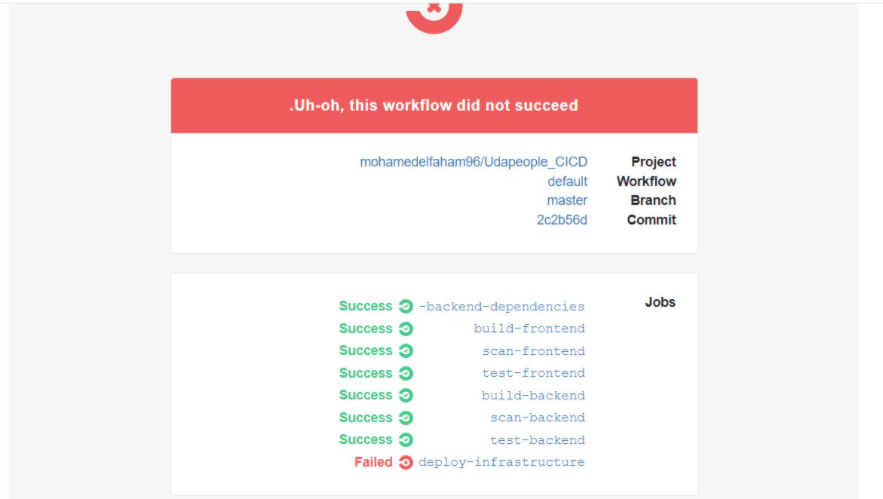 .Uh-oh, this workflow did not succeed
mohamedelfaham96/Udapeople_CICD Project
default Workflow
master Branch
2c2b56d Commit
Jobs
Success -backend-dependencies
Success build-frontend
Success scan-frontend
Success test-frontend
Success build-backend
Success scan-backend
Success test-backend
Failed deploy-infrastructure